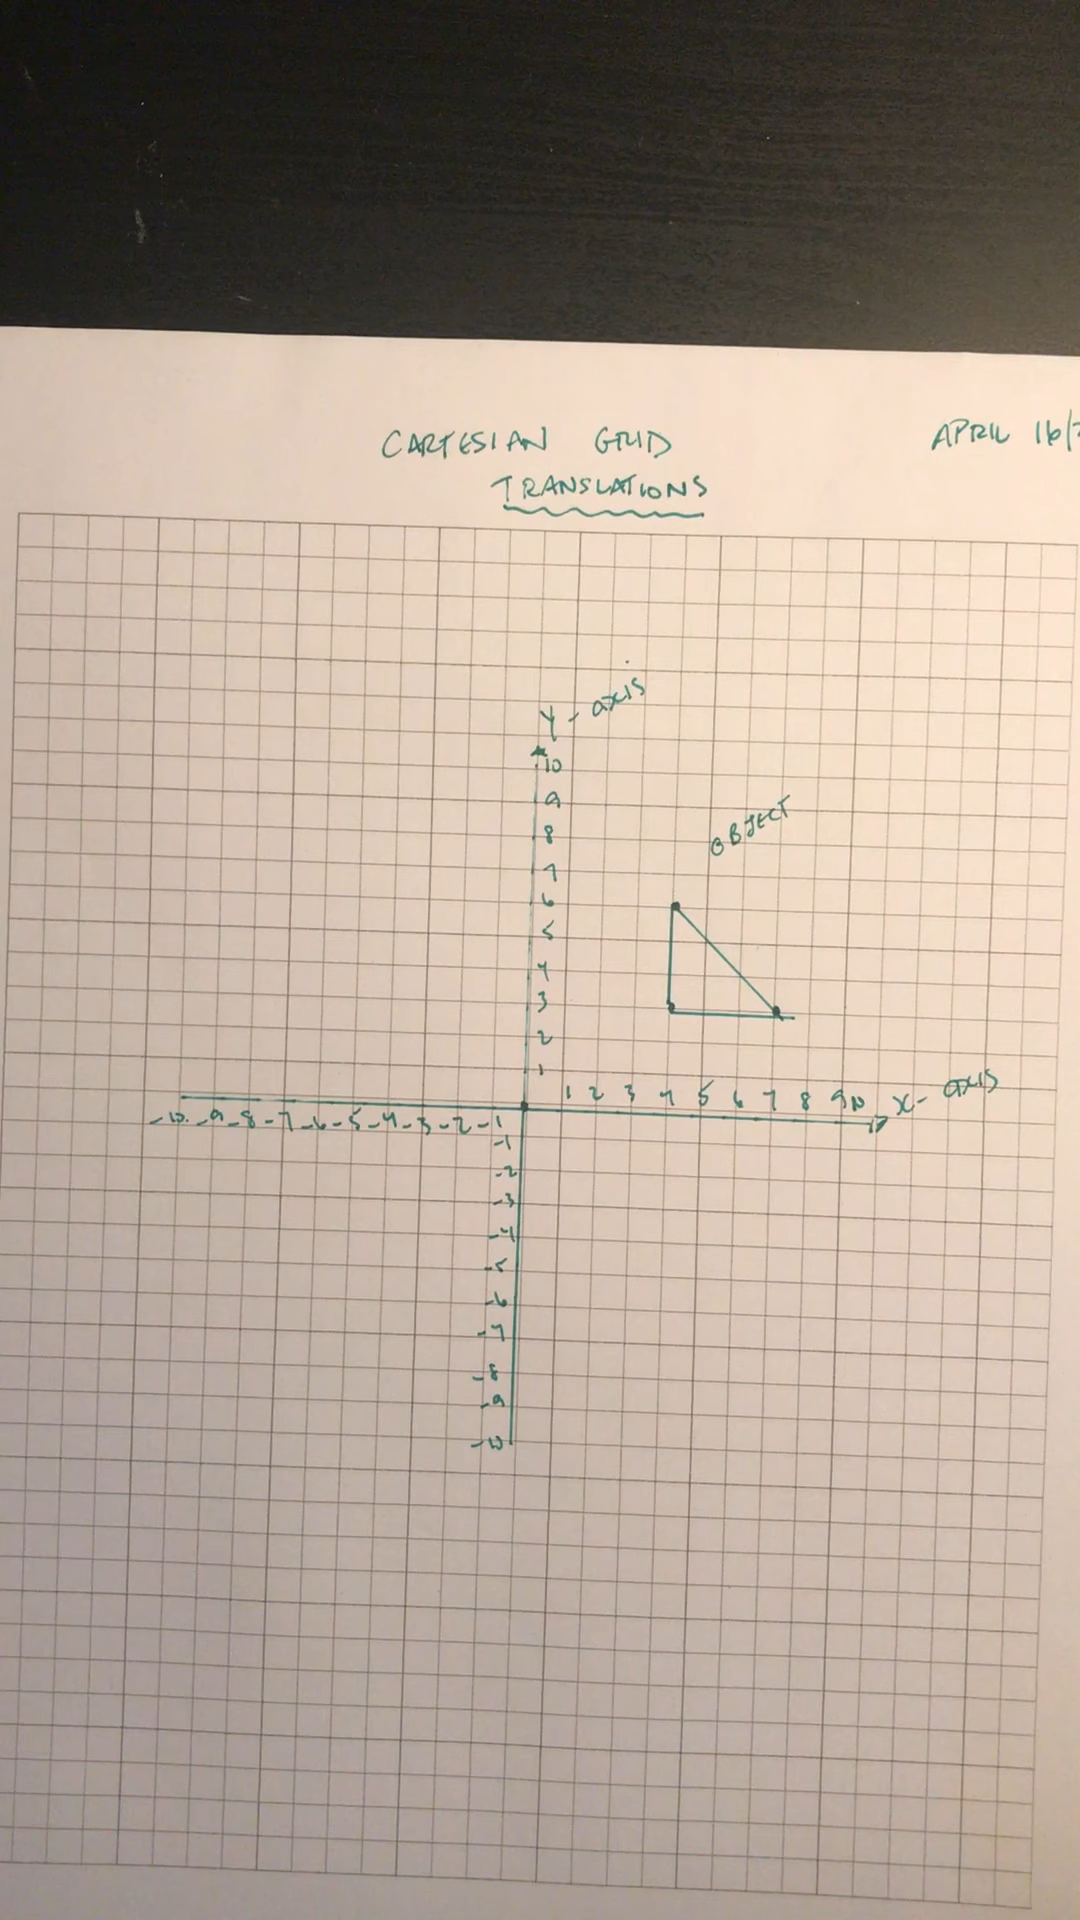 CARTESIAN GRID
APRIL 16/
TRANSLATIONS
Y - axis
10
9
8
7
6
5
4
3
2
1
OBJECT
1 2 3 4 5 6 7 8 9 10 X - axis
-10 -9 -8 -7 -6 -5 -4 -3 -2 -1
-1
-2
-3
-4
-5
-6
-7
-8
-9
-10